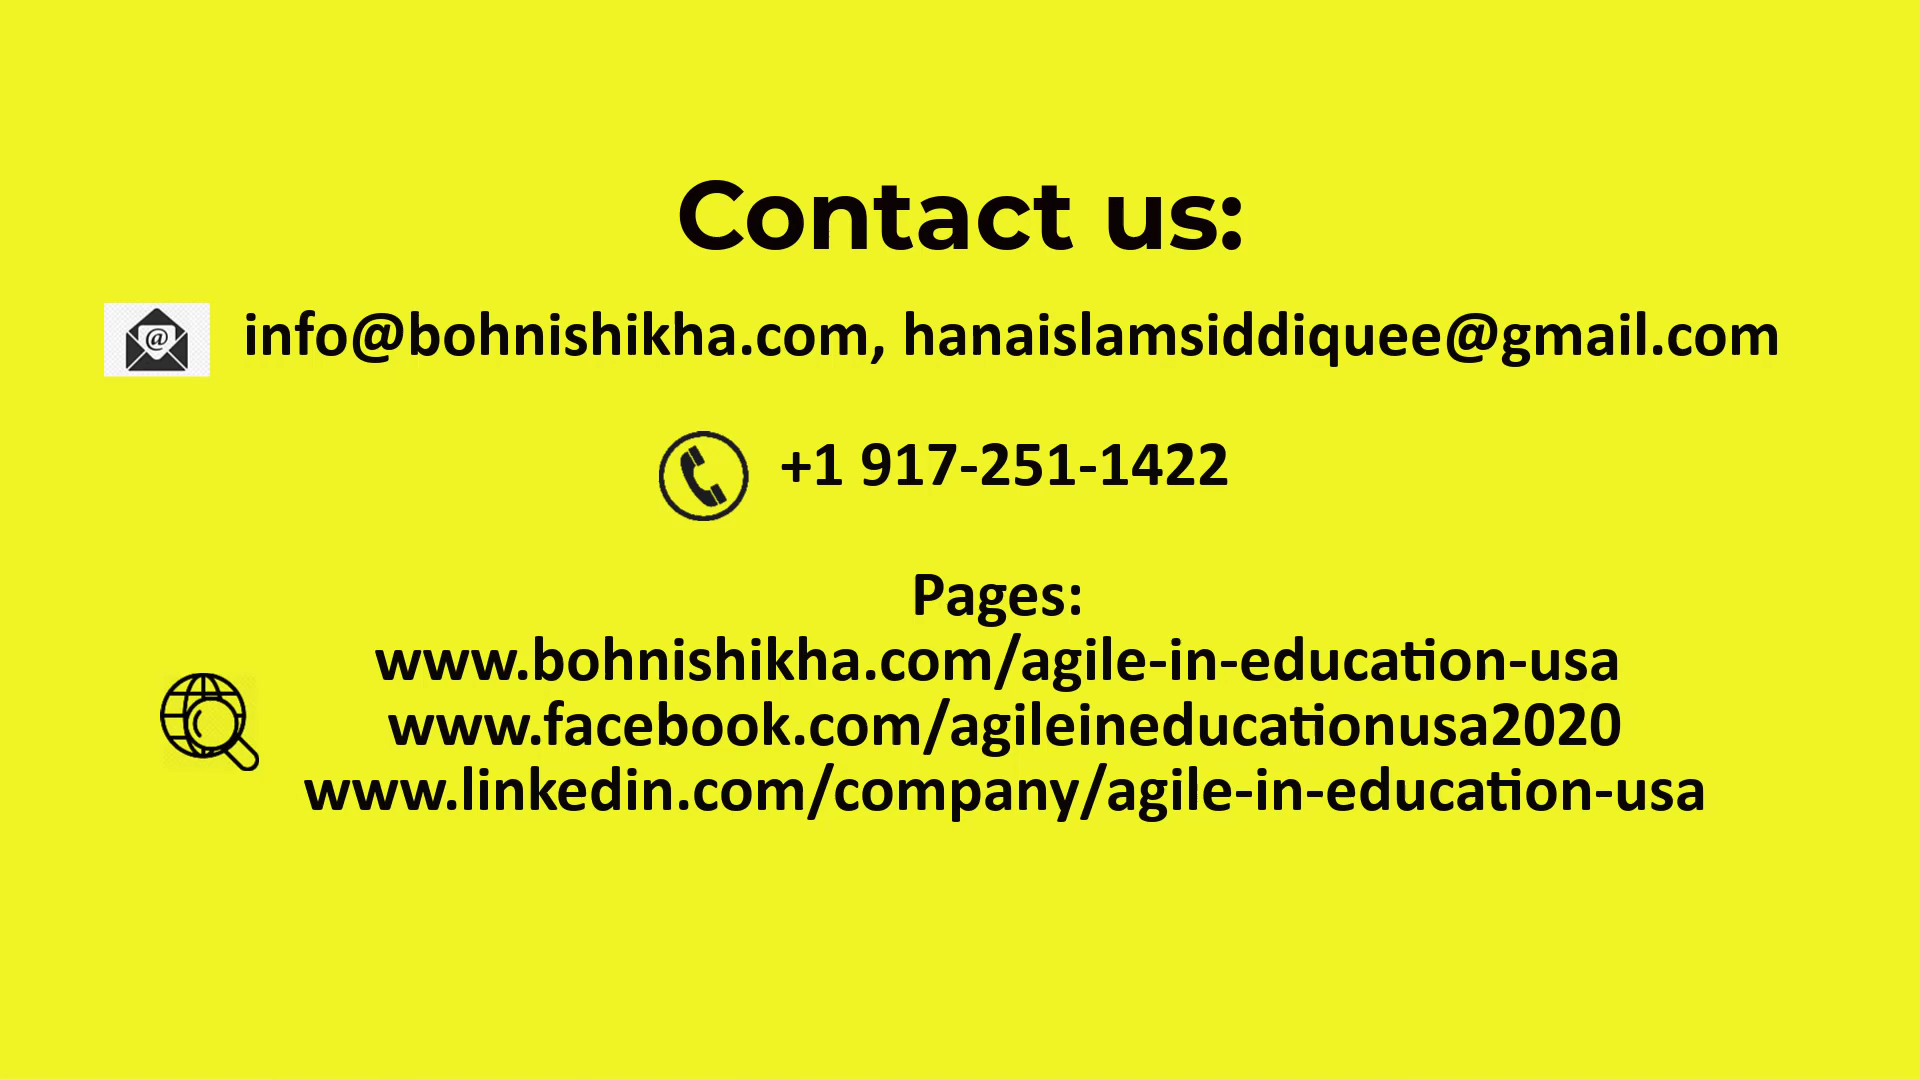 Contact us:
info@bohnishikha.com, hanaislamsiddiquee@gmail.com
+1 917-251-1422
Pages:
www.bohnishikha.com/agile-in-education-usa
www.facebook.com/agileineducationusa2020
www.linkedin.com/company/agile-in-education-usa